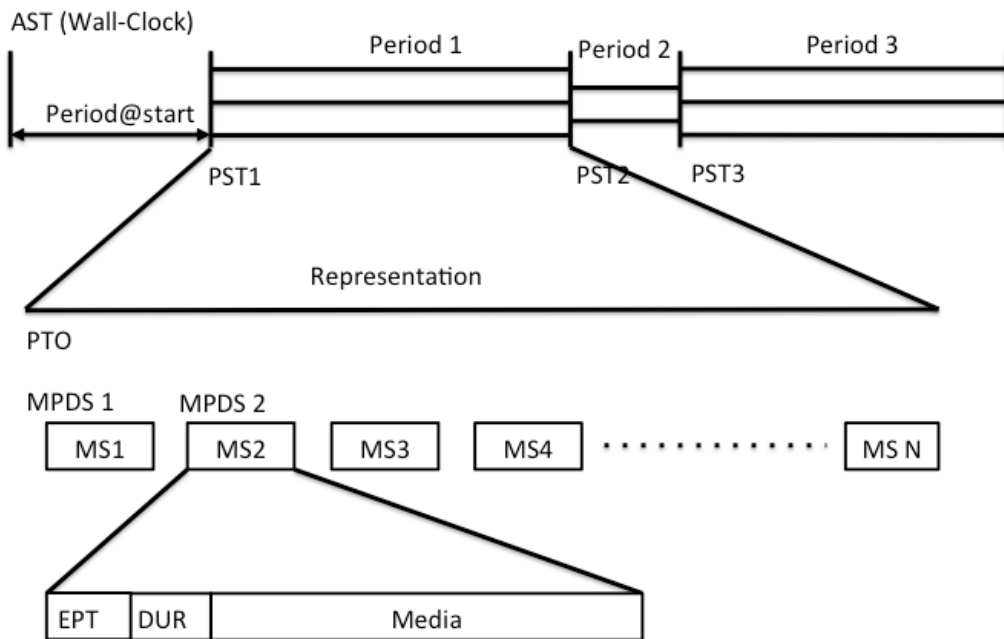 AST (Wall-Clock)
Period 1
Period 2
Period 3
Period@start
PST1
PST2
PST3
Representation
PTO
MPDS 1
MPDS 2
MS1
MS2
MS3
MS4
MS N
EPT
DUR
Media